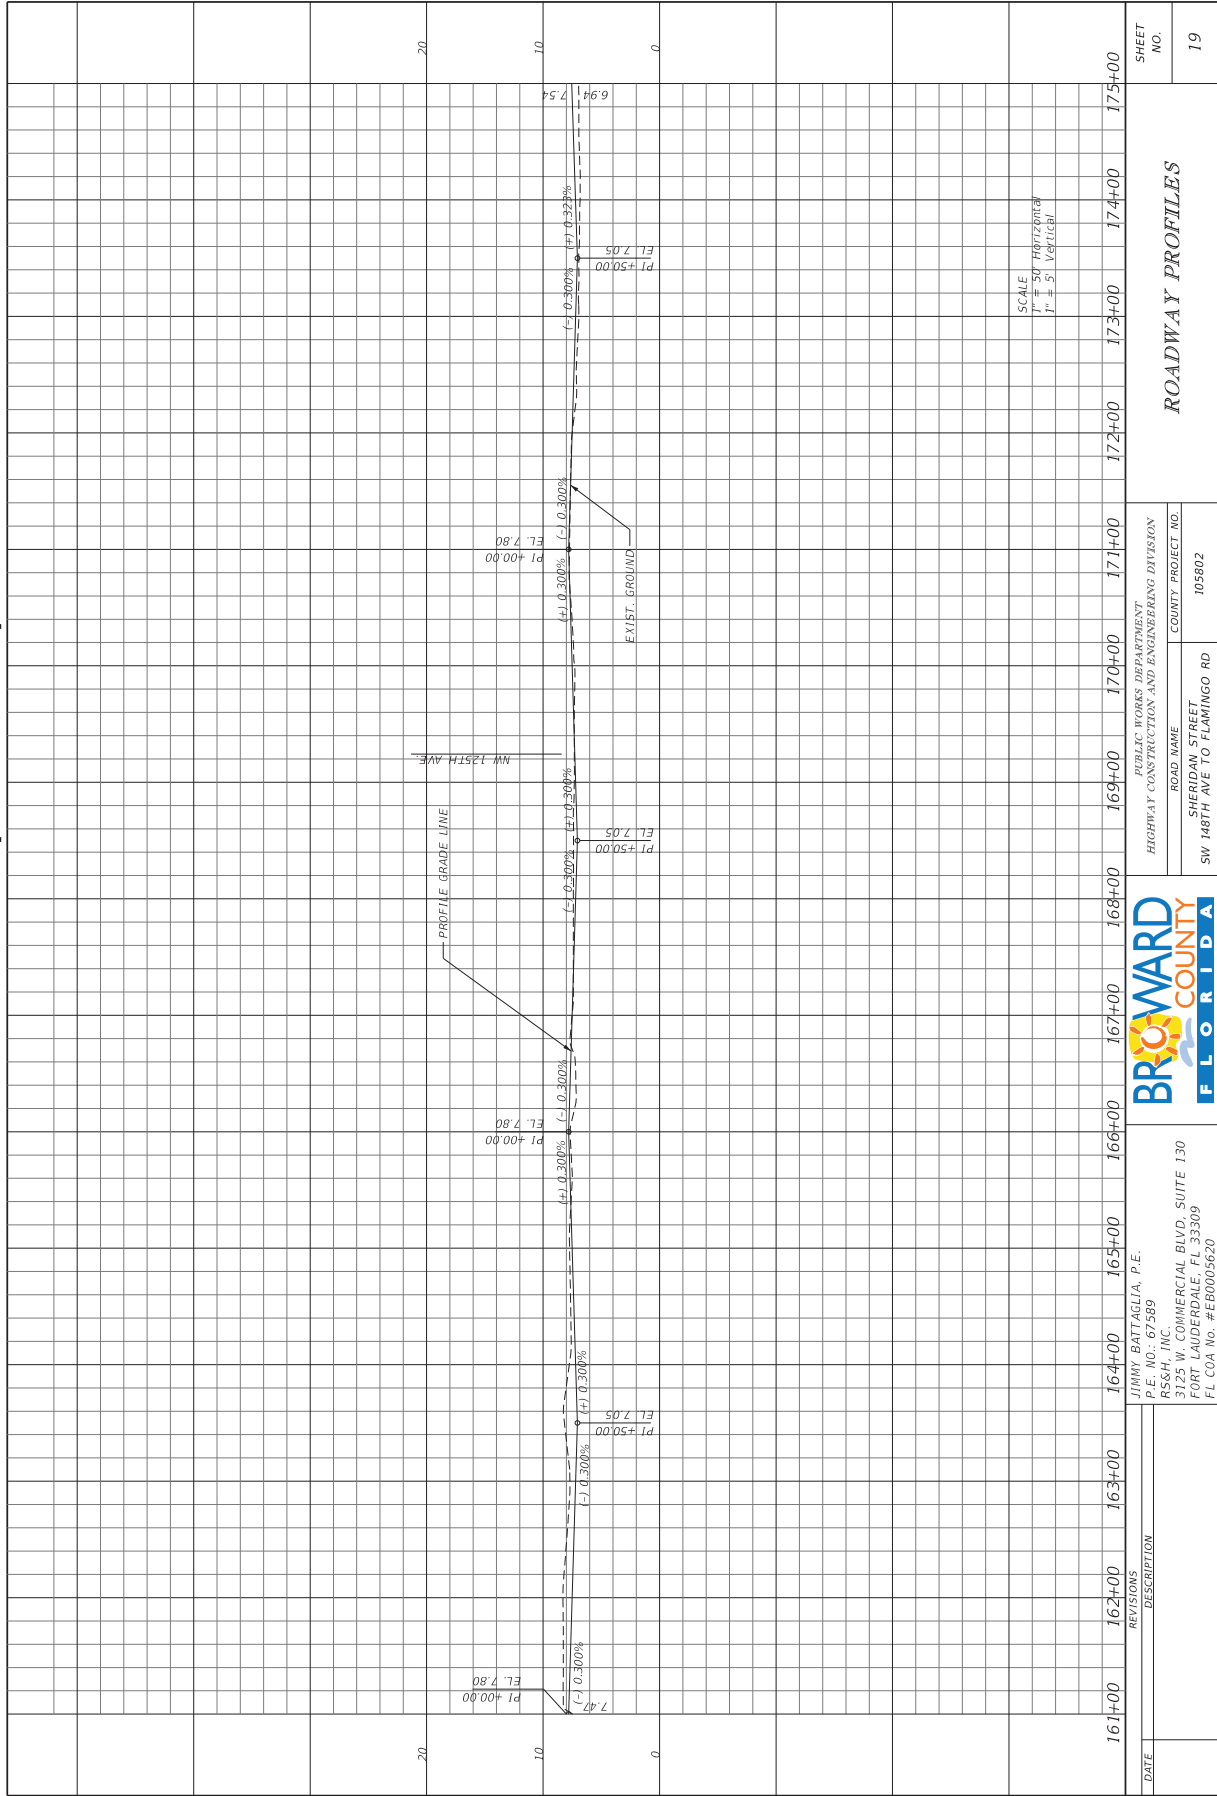 20
10
0
20
10
0
PI +00.00
EL. 7.80
7.47
(-) 0.300%
(-) 0.300%
PI +50.00
EL. 7.05
(+) 0.300%
(+) 0.300%
PI +00.00
EL. 7.80
(-) 0.300%
PROFILE GRADE LINE
(-) 0.300%
PI +50.00
EL. 7.05
(+) 0.300%
NW 125TH AVE.
(+) 0.300%
PI +00.00
EL. 7.80
(-) 0.300%
EXIST. GROUND
(-) 0.300%
PI +50.00
EL. 7.05
(+) 0.323%
7.54
6.94
SCALE
1" = 50' Horizontal
1" = 5' Vertical
161+00
162+00
163+00
164+00
165+00
166+00
167+00
168+00
169+00
170+00
171+00
172+00
173+00
174+00
175+00
REVISIONS
DATE
DESCRIPTION
JIMMY BATTAGLIA, P.E.
P.E. NO.: 67589
RS&H, INC.
3125 W. COMMERCIAL BLVD, SUITE 130
FORT LAUDERDALE, FL 33309
FL COA No. #EB0005620
BROWARD
COUNTY
FLORIDA
PUBLIC WORKS DEPARTMENT
HIGHWAY CONSTRUCTION AND ENGINEERING DIVISION
ROAD NAME
COUNTY PROJECT NO.
SHERIDAN STREET
SW 148TH AVE TO FLAMINGO RD
105802
ROADWAY PROFILES
SHEET
NO.
19